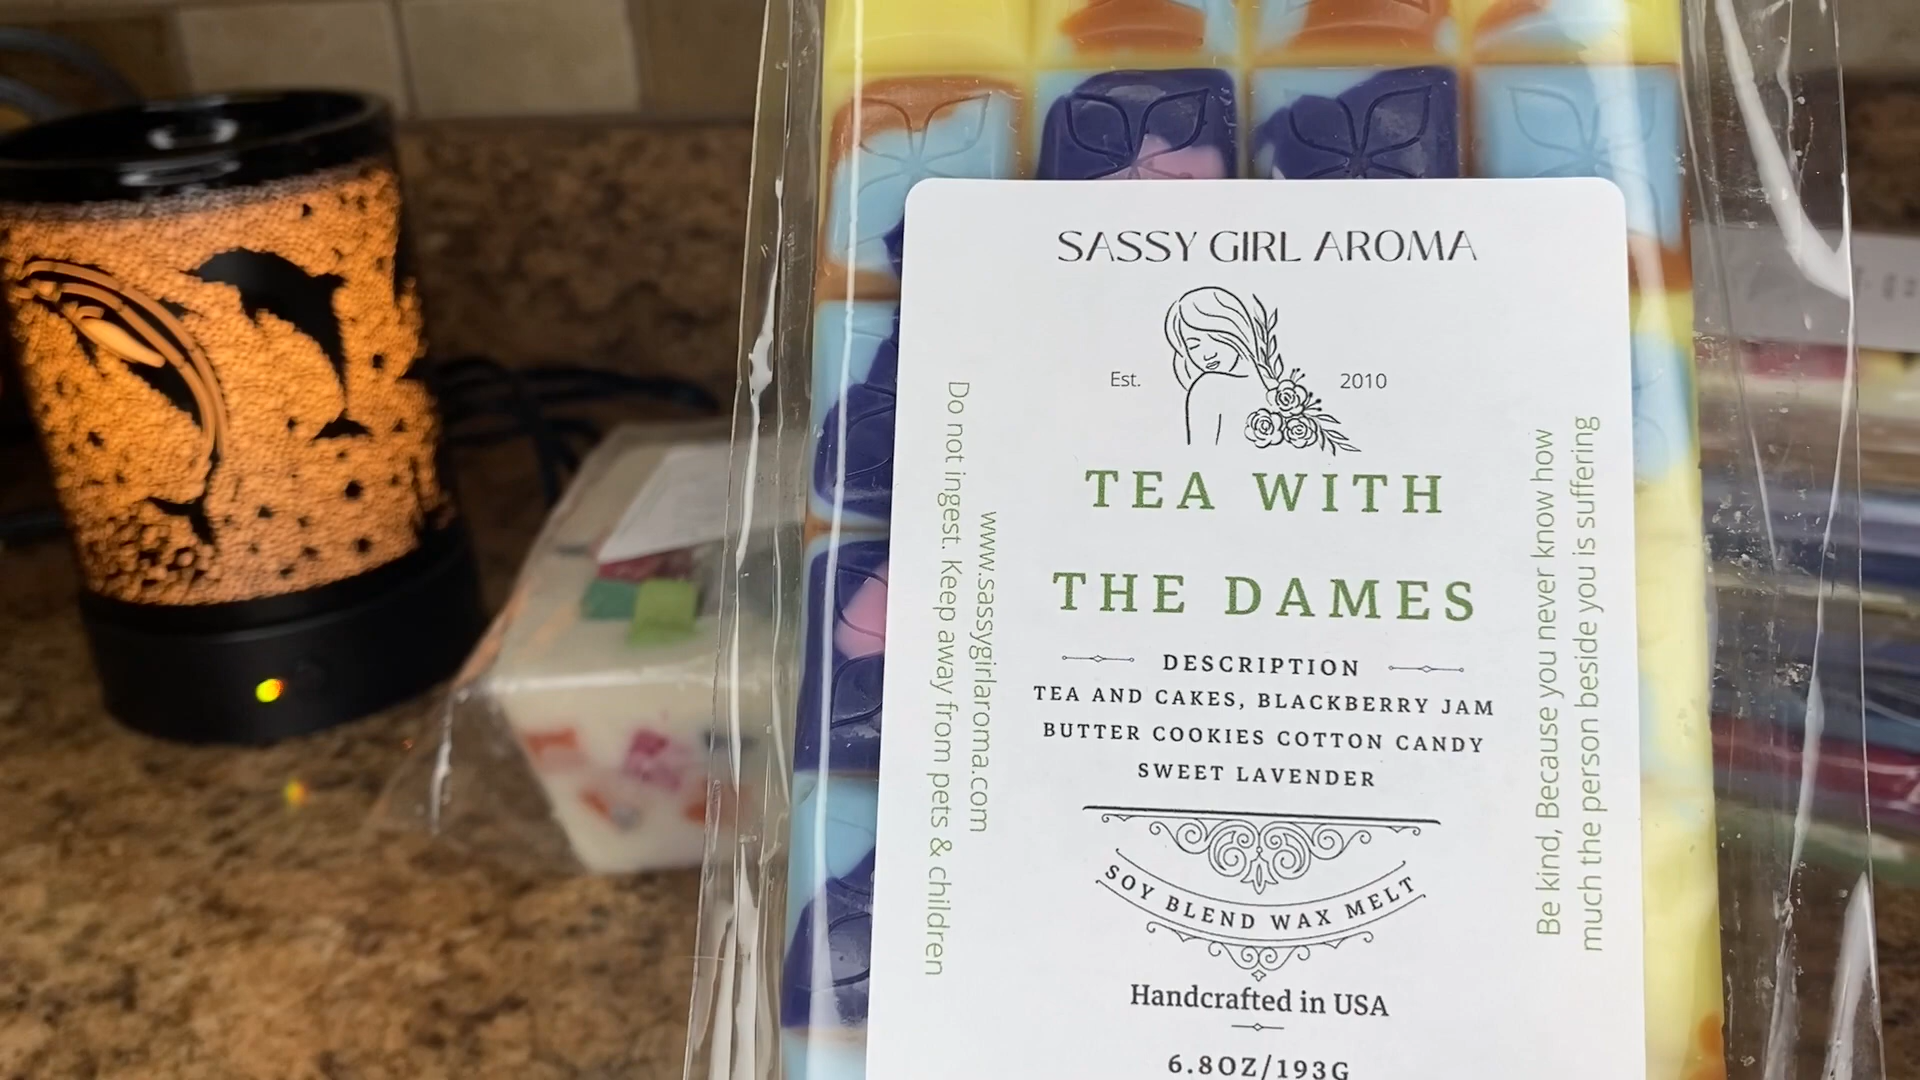 SASSY GIRL AROMA
Est. 2010
TEA WITH
THE DAMES
DESCRIPTION
TEA AND CAKES, BLACKBERRY JAM
BUTTER COOKIES COTTON CANDY
SWEET LAVENDER
SOY BLEND WAX MELT
Handcrafted in USA
6.8OZ/193G
www.sassygirlaroma.com
Do not ingest. Keep away from pets & children
Be kind, Because you never know how
much the person beside you is suffering